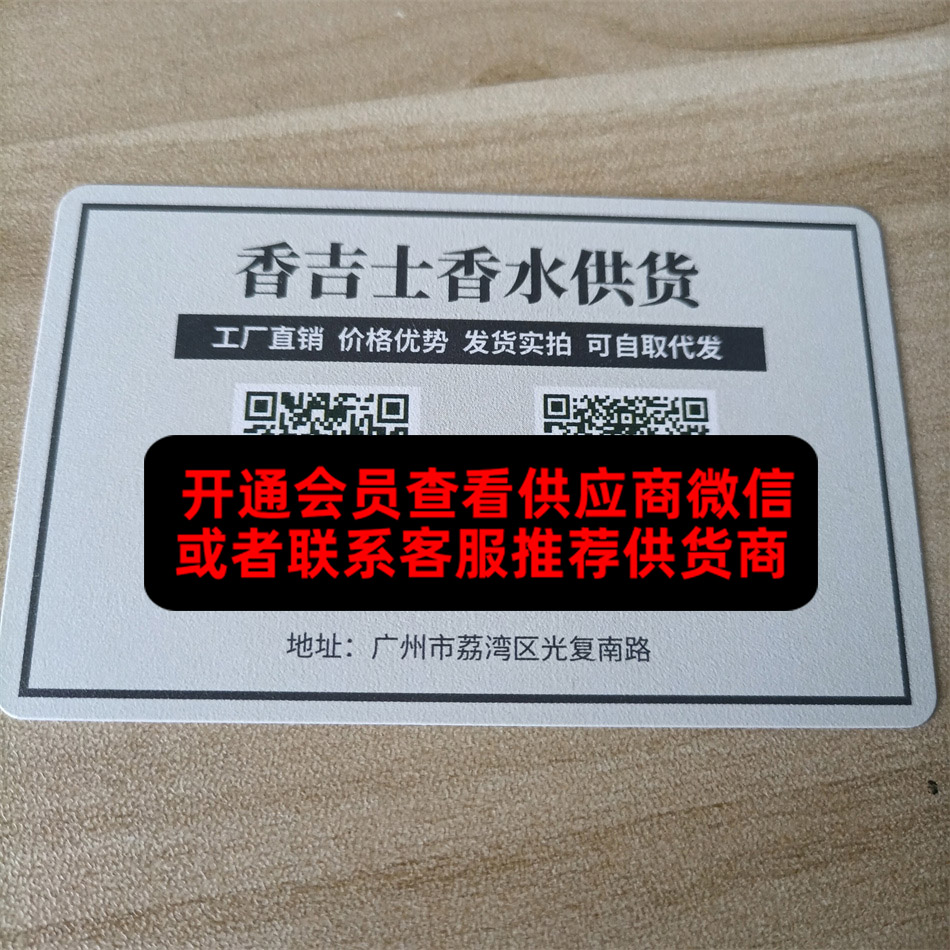 香吉士香水供货
工厂直销 价格优势 发货实拍 可自取代发
开通会员查看供应商微信
或者联系客服推荐供货商
地址：广州市荔湾区光复南路